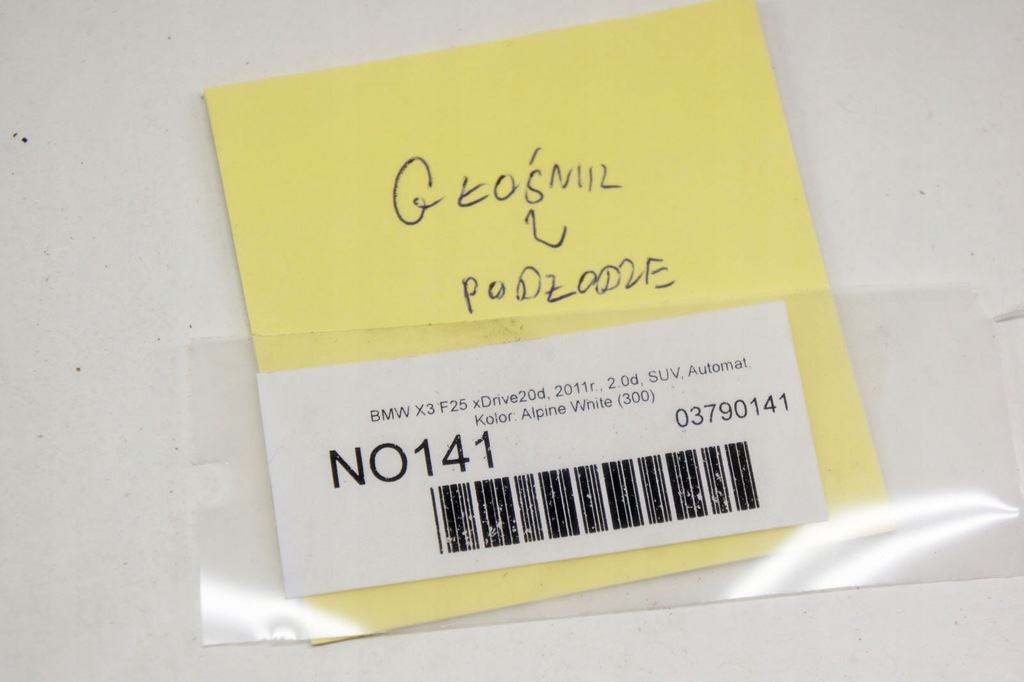 GŁOŚNIK
W
PODŁODZE
BMW X3 F25 xDrive20d, 2011r., 2.0d, SUV, Automat.
Kolor: Alpine White (300)
NO141 03790141